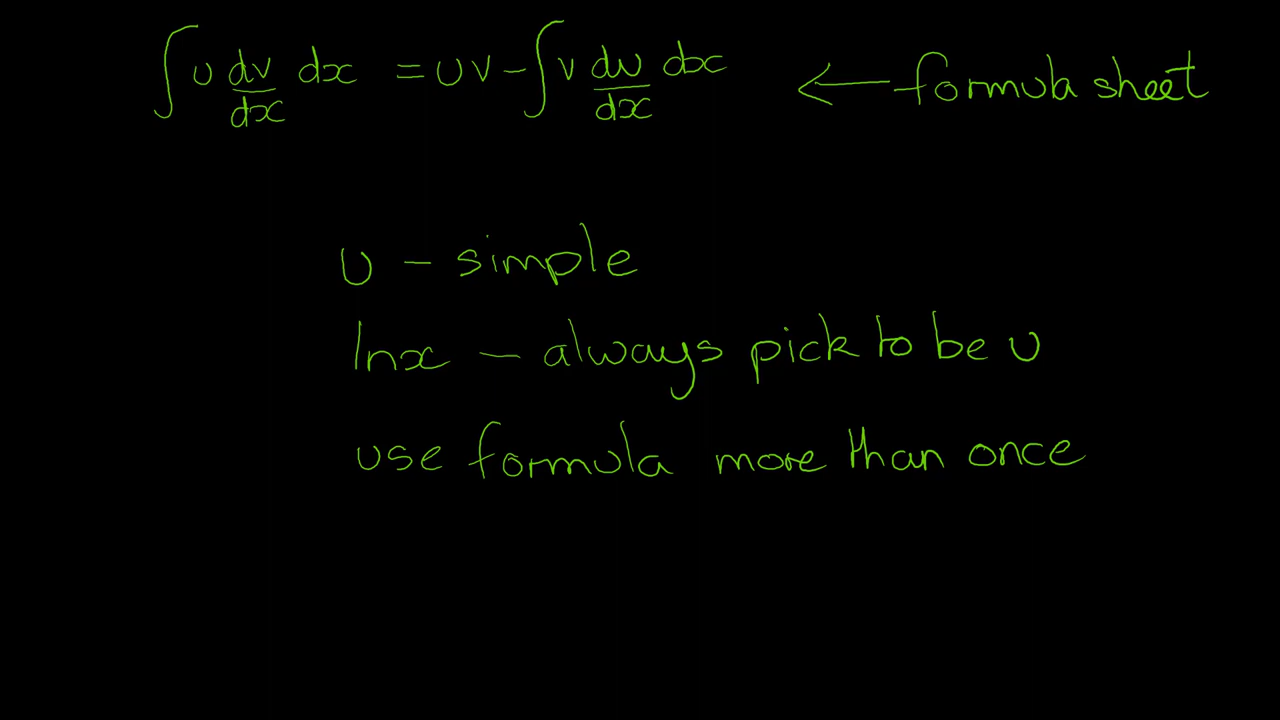 ∫ u dv/dx dx = uv - ∫ v du/dx dx ← formula sheet
u - simple
lnx - always pick to be u
use formula more than once